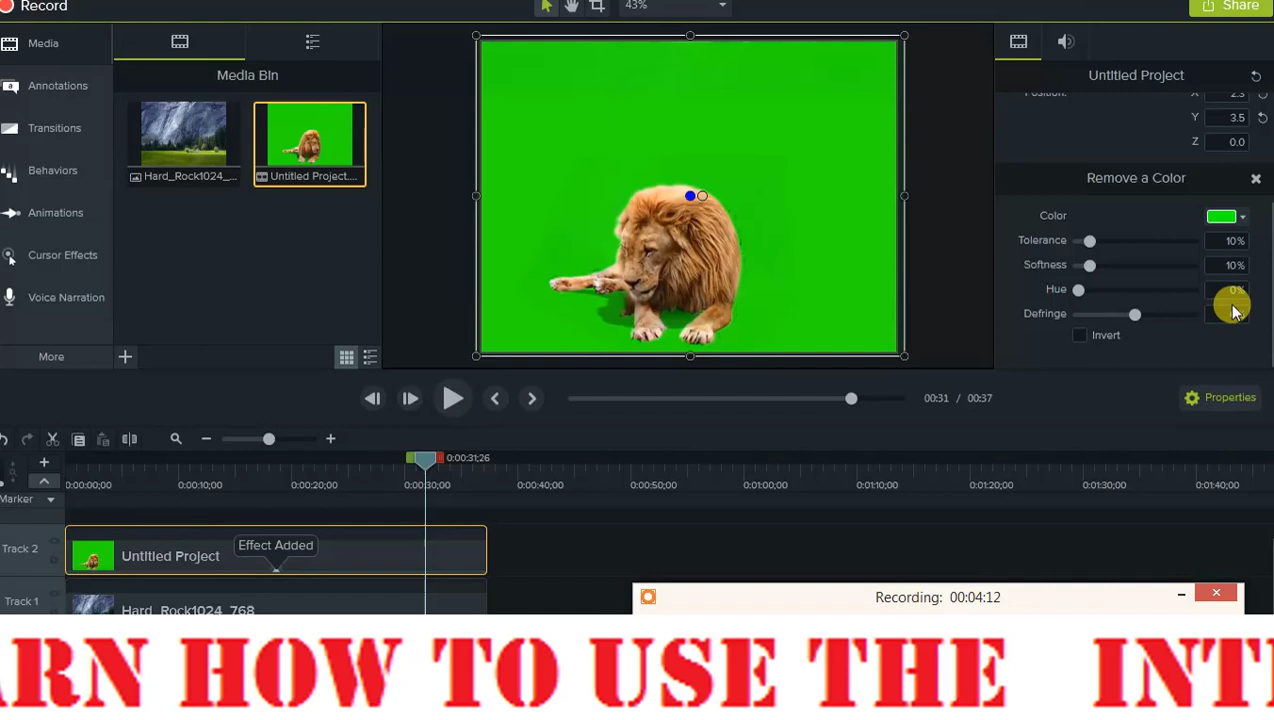 Record
43%
Share
Media
Annotations
Transitions
Behaviors
Animations
Cursor Effects
Voice Narration
More
Media Bin
Hard_Rock1024_...
Untitled Project....
Untitled Project
Position:
X 2.3
Y 3.5
Z 0.0
Remove a Color
Color
Tolerance 10%
Softness 10%
Hue 0%
Defringe
Invert
00:31 / 00:37
Properties
0:00:31;26
0:00:00;00 0:00:10;00 0:00:20;00 0:00:30;00 0:00:40;00 0:00:50;00 0:01:00;00 0:01:10;00 0:01:20;00 0:01:30;00 0:01:40;00
Marker
Track 2
Untitled Project
Effect Added
Track 1
Hard_Rock1024_768
Recording: 00:04:12
ARN HOW TO USE THE INT